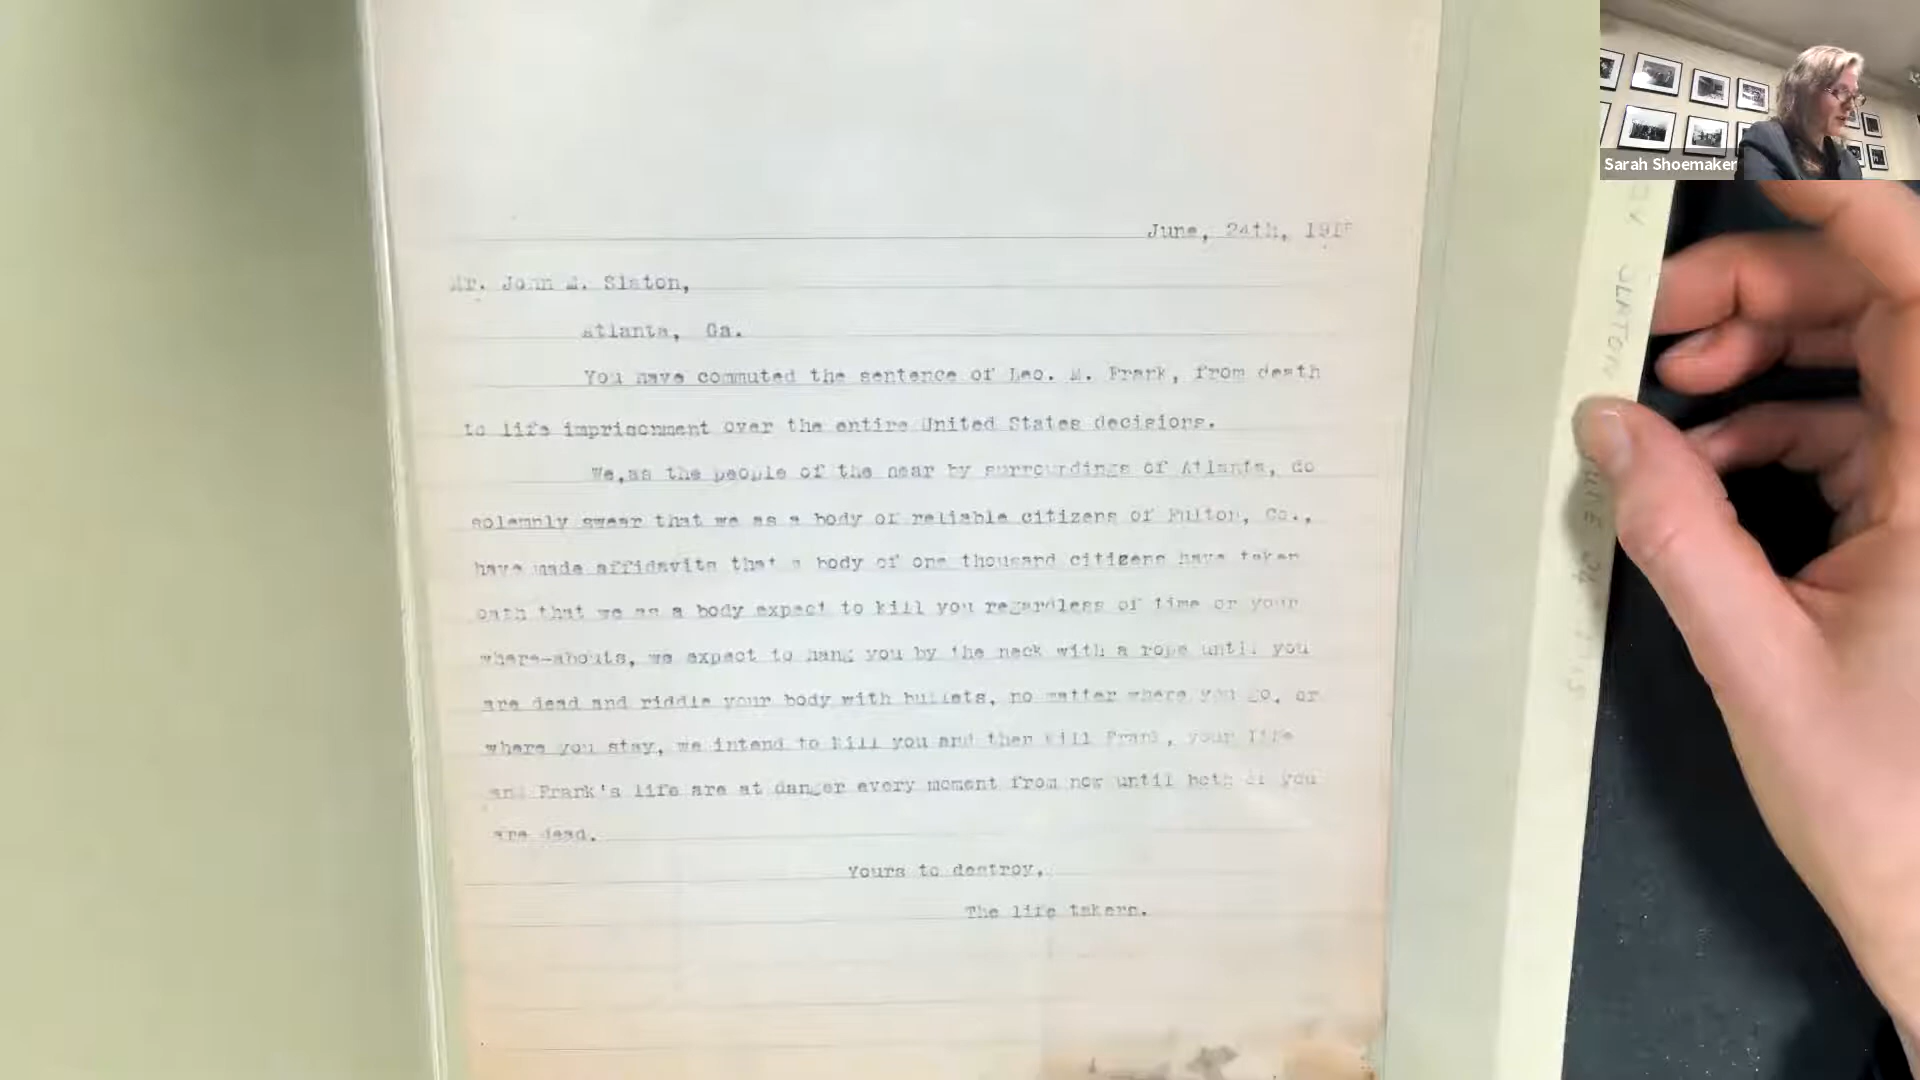 June, 24th, 1915
Mr. John M. Slaton,
Atlanta, Ga.
You have commuted the sentence of Leo. M. Frank, from death
to life imprisonment over the entire United States decisions.
We,as the people of the near by surroundings of Atlanta, do
solemnly swear that we as a body of reliable citizens of Fulton, Co.,
have made affidavits that a body of one thousand citizens have taken
oath that we as a body expect to kill you regardless of time or your
where-abouts, we expect to hang you by the neck with a rope until you
are dead and riddle your body with bullets, no matter where you go, or
where you stay, we intend to kill you and then kill Frank, your life
and Frank's life are at danger every moment from now until both of you
are dead.
Yours to destroy,
The life takers.
Sarah Shoemaker
SLATON
JUNE 24